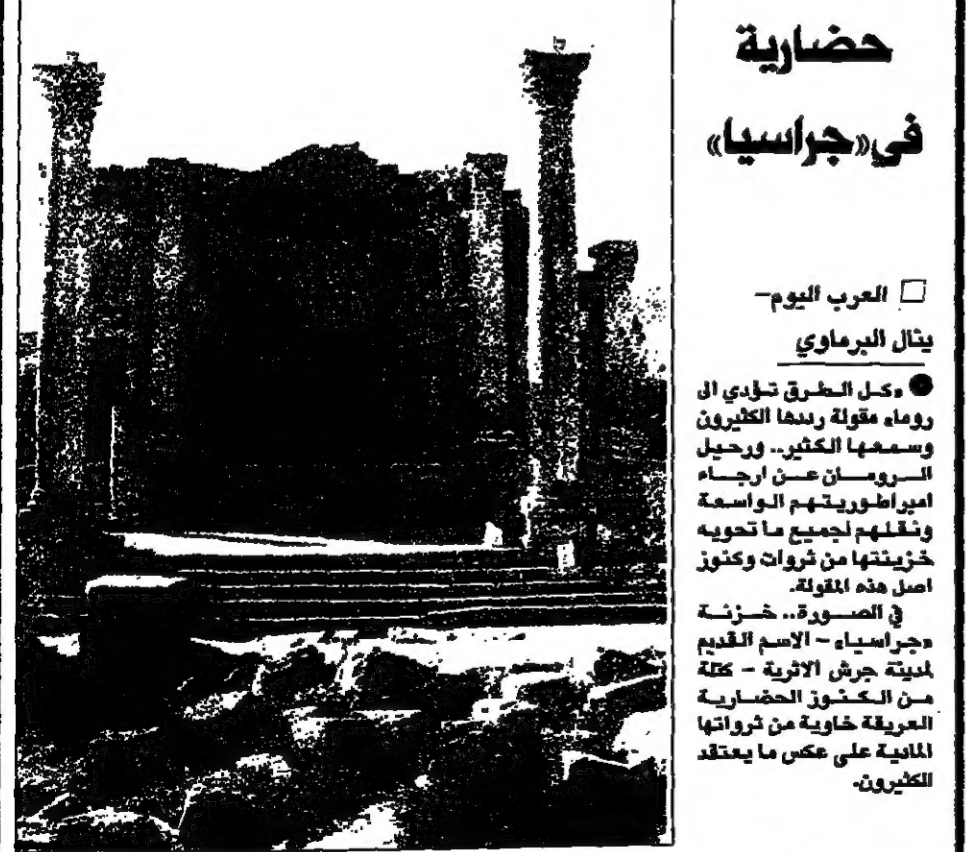 حضارية
في «جراسيا»
العرب اليوم–
ينال البرماوي
«كل الطرق تؤدي الى
روما» مقولة رددها الكثيرون
وسمعها الكثير.. ورحيل
الرومان عن ارجاء
امبراطوريتهم الواسعة
ونقلهم لجميع ما تحويه
خزينتها من ثروات وكنوز
اصل هذه المقولة.
في الصورة.. خزنة
«جراسيا» – الاسم القديم
لمدينة جرش الاثرية – كتلة
من الكنوز الحضارية
العريقة خاوية من ثرواتها
المادية على عكس ما يعتقد
الكثيرون.